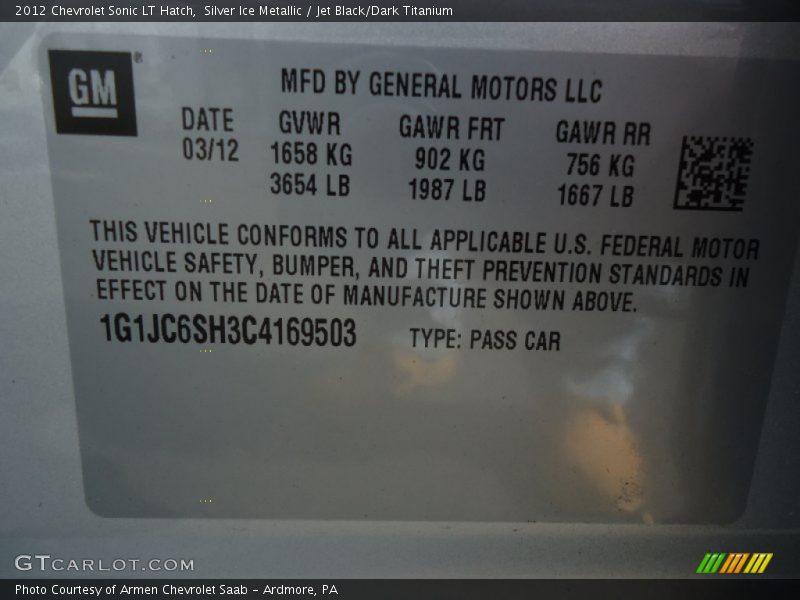 2012 Chevrolet Sonic LT Hatch, Silver Ice Metallic / Jet Black/Dark Titanium
GM®
MFD BY GENERAL MOTORS LLC
DATE GVWR GAWR FRT GAWR RR
03/12 1658 KG 902 KG 756 KG
3654 LB 1987 LB 1667 LB
THIS VEHICLE CONFORMS TO ALL APPLICABLE U.S. FEDERAL MOTOR
VEHICLE SAFETY, BUMPER, AND THEFT PREVENTION STANDARDS IN
EFFECT ON THE DATE OF MANUFACTURE SHOWN ABOVE.
1G1JC6SH3C4169503 TYPE: PASS CAR
GTCARLOT.COM
Photo Courtesy of Armen Chevrolet Saab - Ardmore, PA